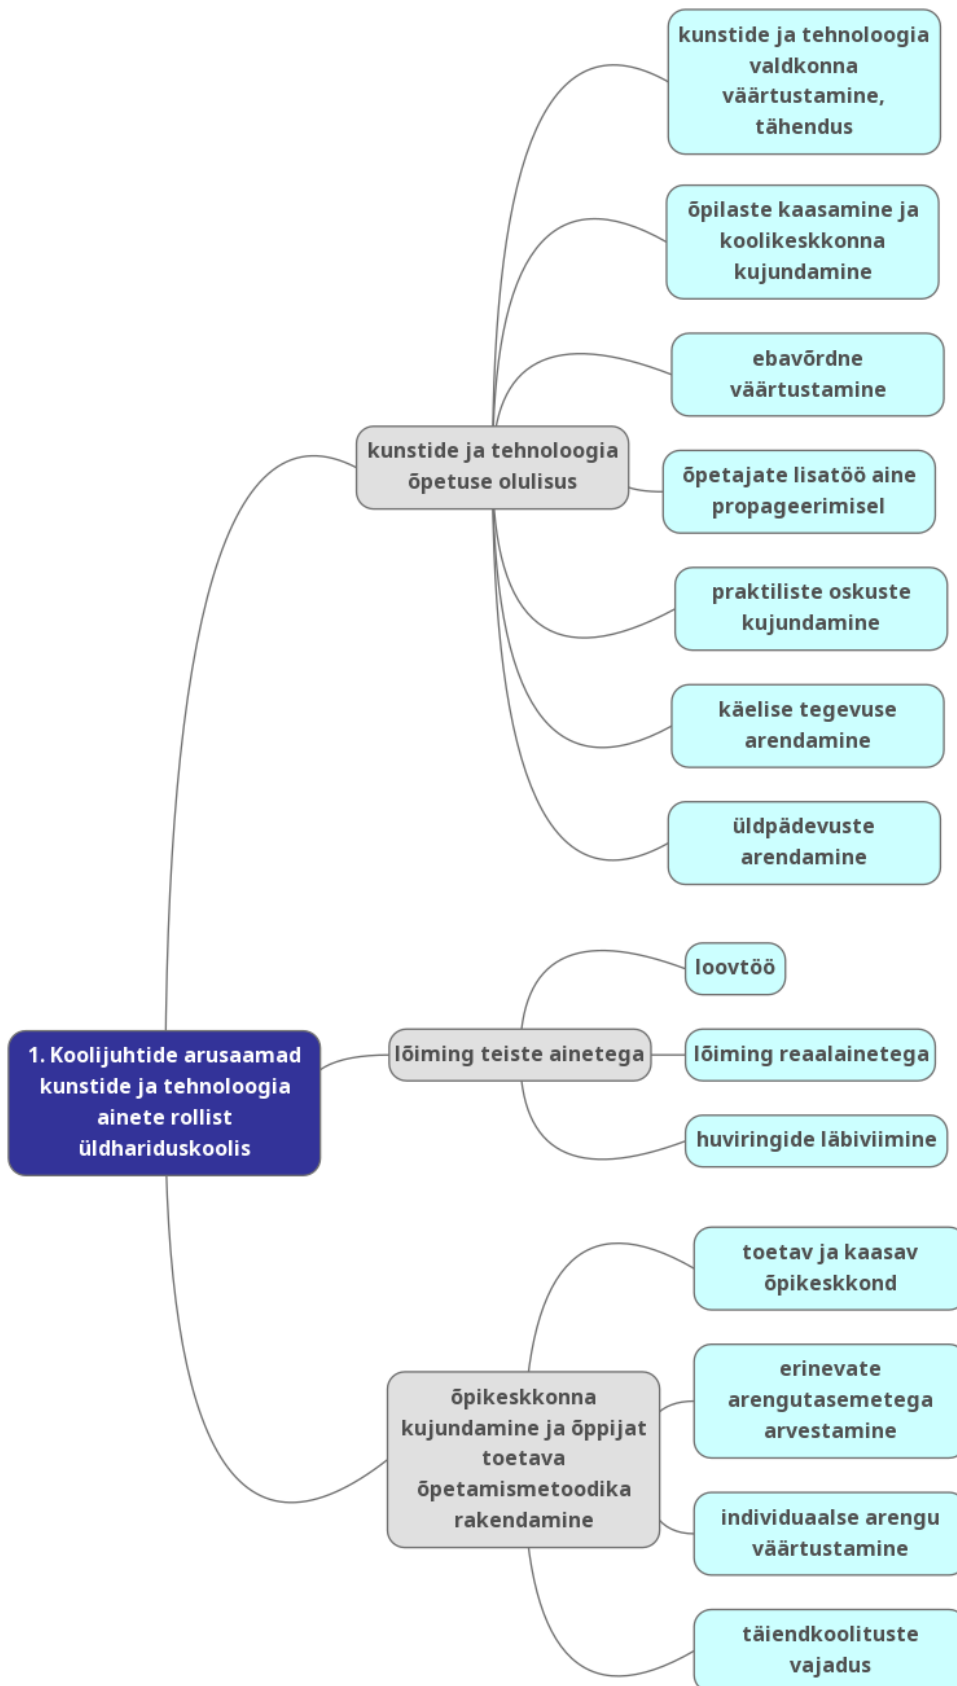 kunstide ja tehnoloogia
valdkonna
väärtustamine,
tähendus
õpilaste kaasamine ja
koolikeskkonna
kujundamine
ebavõrdne
väärtustamine
kunstide ja tehnoloogia
õpetuse olulisus
õpetajate lisatöö aine
propageerimisel
praktiliste oskuste
kujundamine
käelise tegevuse
arendamine
üldpädevuste
arendamine
loovtöö
1. Koolijuhtide arusaamad
kunstide ja tehnoloogia
ainete rollist
üldhariduskoolis
lõiming teiste ainetega
lõiming reaalainetega
huviringide läbiviimine
toetav ja kaasav
õpikeskkond
erinevate
arengutasemetega
arvestamine
õpikeskkonna
kujundamine ja õppijat
toetava
õpetamismetoodika
rakendamine
individuaalse arengu
väärtustamine
täiendkoolituste
vajadus